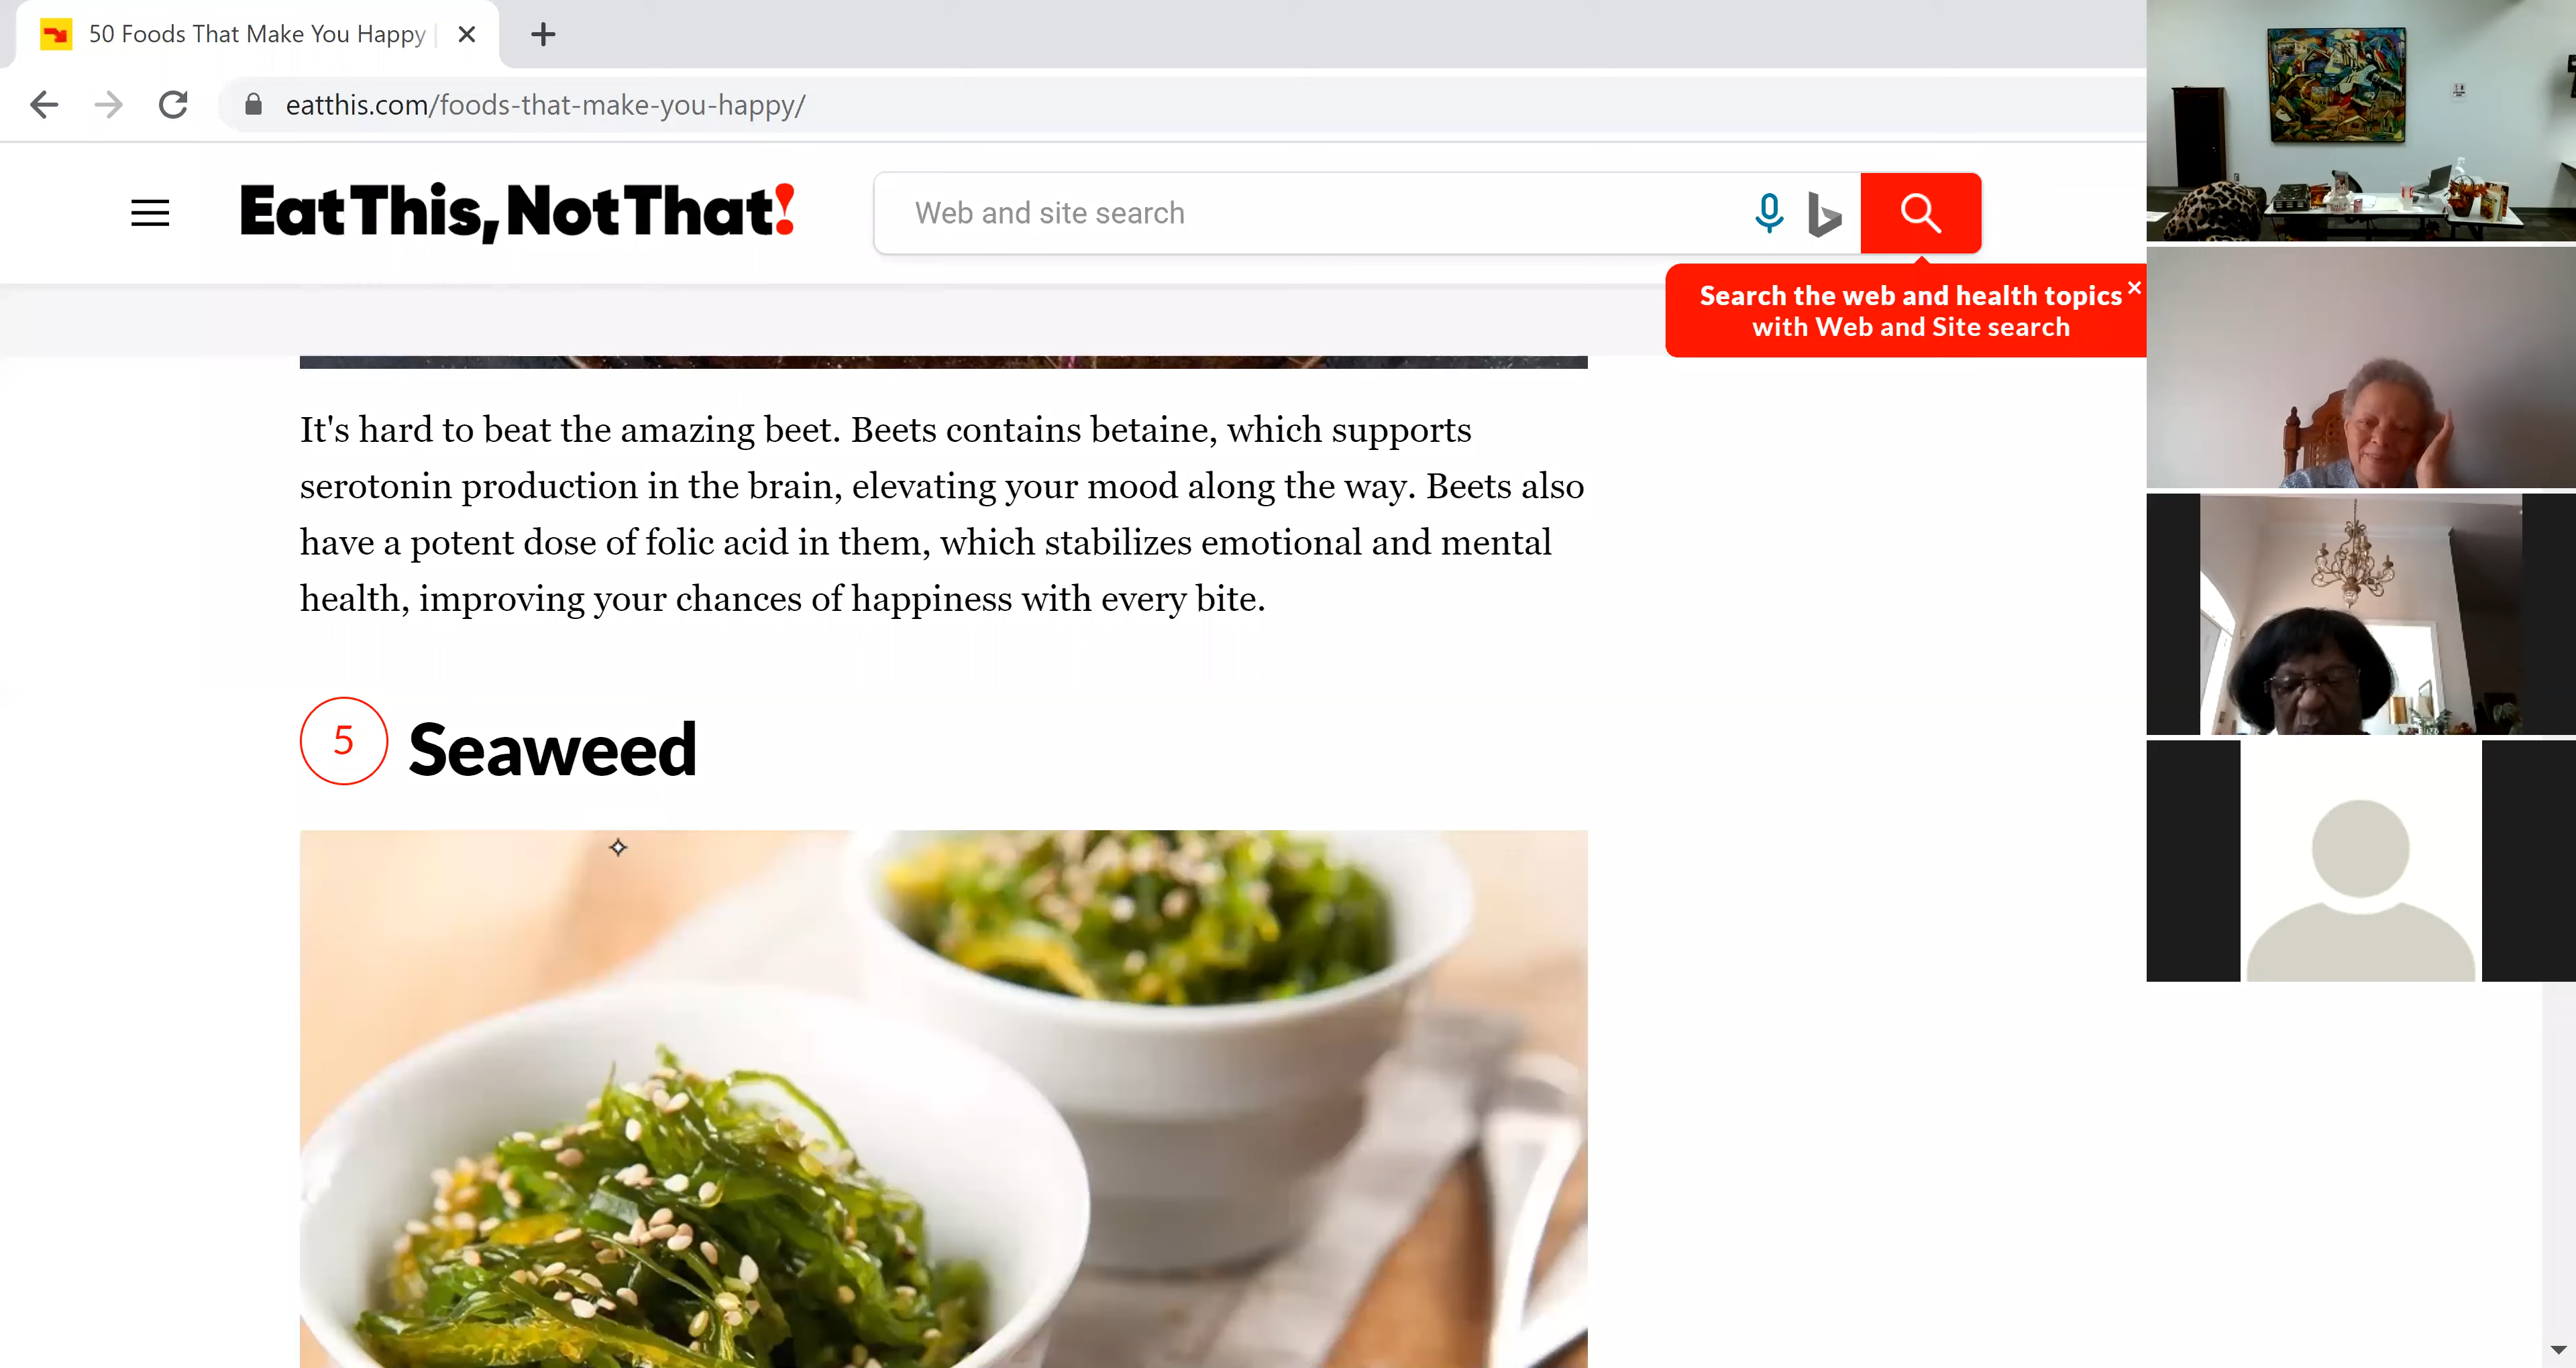 50 Foods That Make You Happy
eatthis.com/foods-that-make-you-happy/
EatThis, NotThat!
Web and site search
Search the web and health topics
with Web and Site search
It's hard to beat the amazing beet. Beets contains betaine, which supports
serotonin production in the brain, elevating your mood along the way. Beets also
have a potent dose of folic acid in them, which stabilizes emotional and mental
health, improving your chances of happiness with every bite.
5 Seaweed